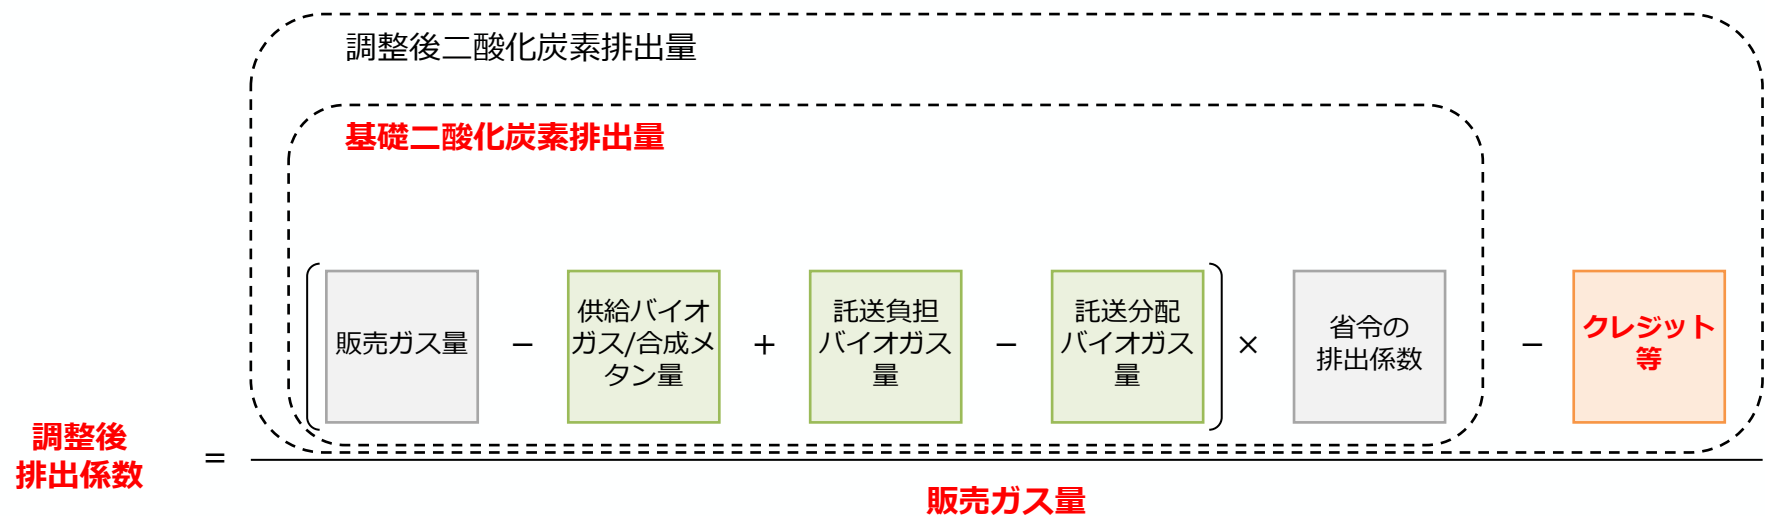 調整後二酸化炭素排出量
基礎二酸化炭素排出量
販売ガス量
－
供給バイオ
ガス/合成メ
タン量
＋
託送負担
バイオガス
量
－
託送分配
バイオガス
量
×
省令の
排出係数
－
クレジット
等
調整後
排出係数
＝
販売ガス量